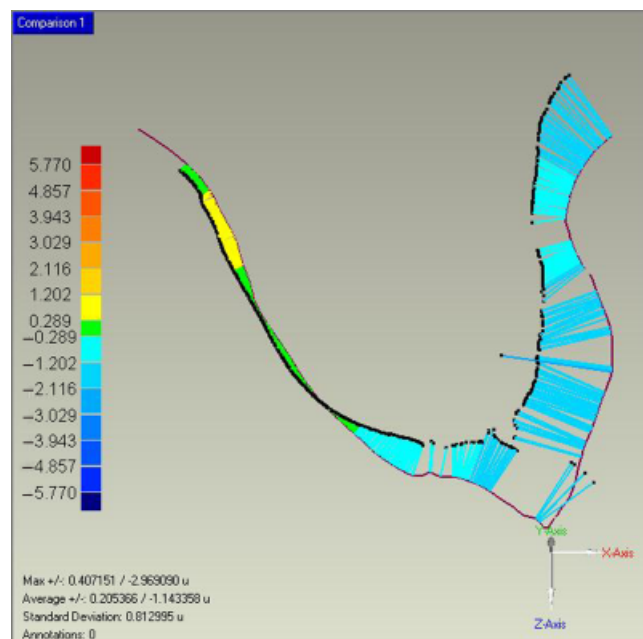 Comparison 1
5.770
4.857
3.943
3.029
2.116
1.202
0.289
−0.289
−1.202
−2.116
−3.029
−3.943
−4.857
−5.770
Y-Axis
X-Axis
Z-Axis
Max +/-: 0.407151 / -2.969090 u
Average +/-: 0.205366 / -1.143358 u
Standard Deviation: 0.812995 u
Annotations: 0